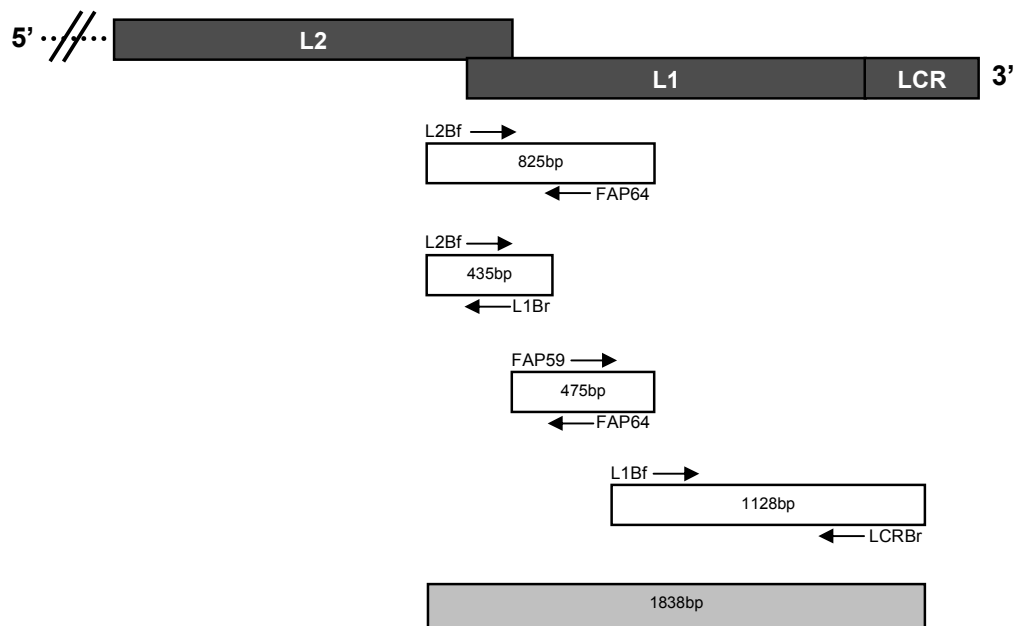 5’ L2
L1 LCR 3’
L2Bf
825bp
FAP64
L2Bf
435bp
L1Br
FAP59
475bp
FAP64
L1Bf
1128bp
LCRBr
1838bp